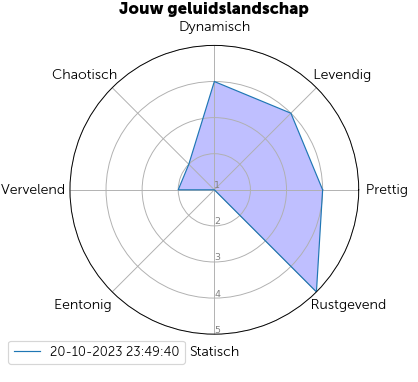 Jouw geluidslandschap
Dynamisch
Chaotisch
Levendig
Vervelend
1
Prettig
2
3
4
Eentonig
Rustgevend
5
20-10-2023 23:49:40
Statisch